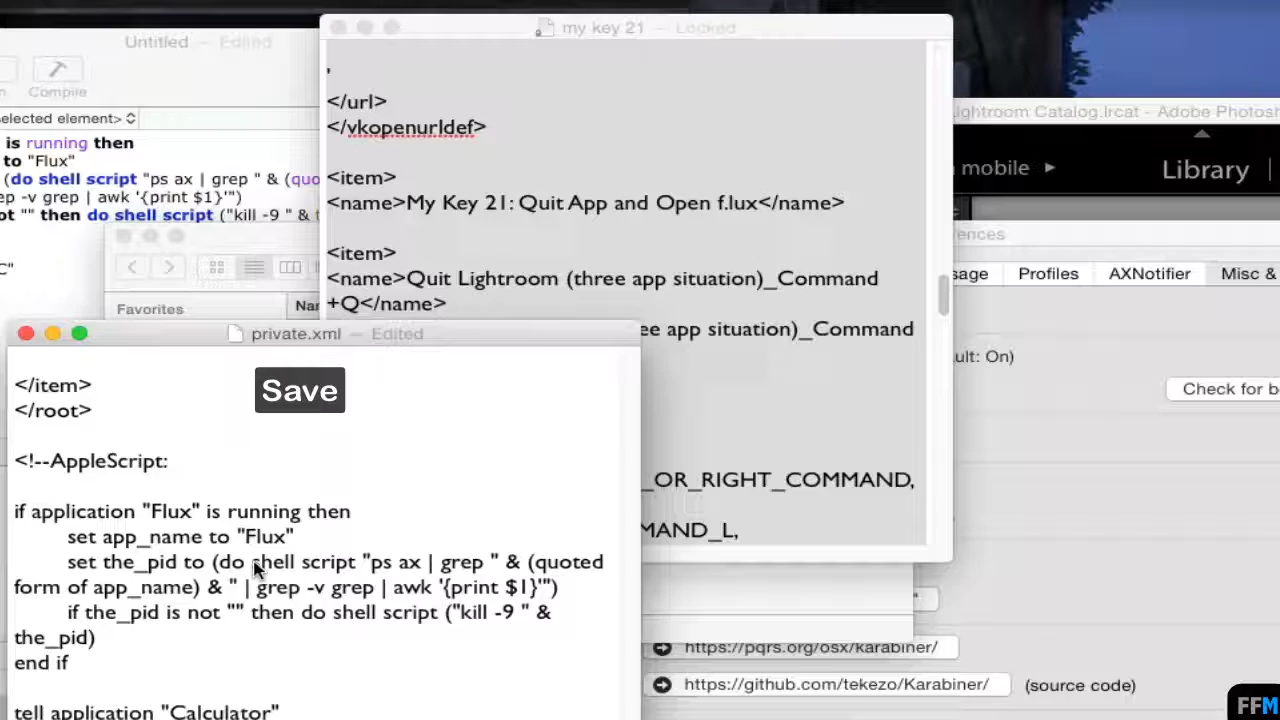 my key 21 — Locked
Untitled — Edited
Compile
selected element>
is running then
to "Flux"
(do shell script "ps ax | grep " & (quo
ep -v grep | awk '{print $1}'")
ot "" then do shell script ("kill -9 " &
C"
Favorites
'
</url>
</vkopenurldef>
<item>
<name>My Key 21: Quit App and Open f.lux</name>
<item>
<name>Quit Lightroom (three app situation)_Command
+Q</name>
ee app situation)_Command
_OR_RIGHT_COMMAND,
MAND_L,
private.xml — Edited
</item>
</root>
Save
<!--AppleScript:
if application "Flux" is running then
set app_name to "Flux"
set the_pid to (do shell script "ps ax | grep " & (quoted
form of app_name) & " | grep -v grep | awk '{print $1}'")
if the_pid is not "" then do shell script ("kill -9 " &
the_pid)
end if
tell application "Calculator"
Lightroom Catalog.lrcat - Adobe Photosh
mobile
Library
ences
sage
Profiles
AXNotifier
Misc &
ult: On)
Check for b
https://pqrs.org/osx/karabiner/
https://github.com/tekezo/Karabiner/
(source code)
FFM